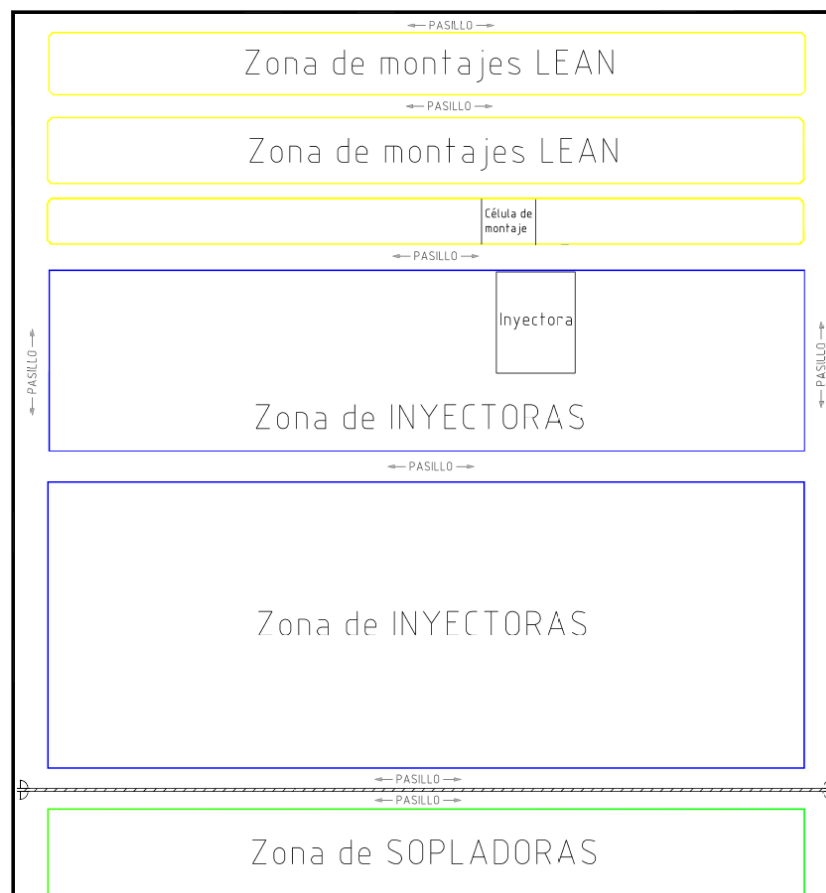 PASILLO
Zona de montajes LEAN
PASILLO
Zona de montajes LEAN
Célula de
montaje
PASILLO
Inyectora
PASILLO
PASILLO
Zona de INYECTORAS
PASILLO
Zona de INYECTORAS
PASILLO
PASILLO
Zona de SOPLADORAS